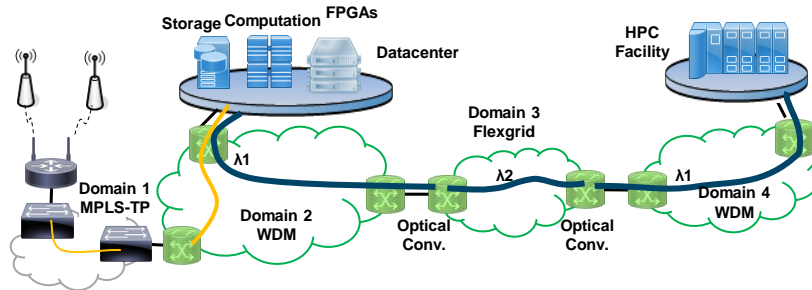 Storage Computation FPGAs
Datacenter
HPC
Facility
Domain 3
Flexgrid
λ1
λ2
λ1
Domain 1
MPLS-TP
Domain 2
WDM
Domain 4
WDM
Optical
Conv.
Optical
Conv.